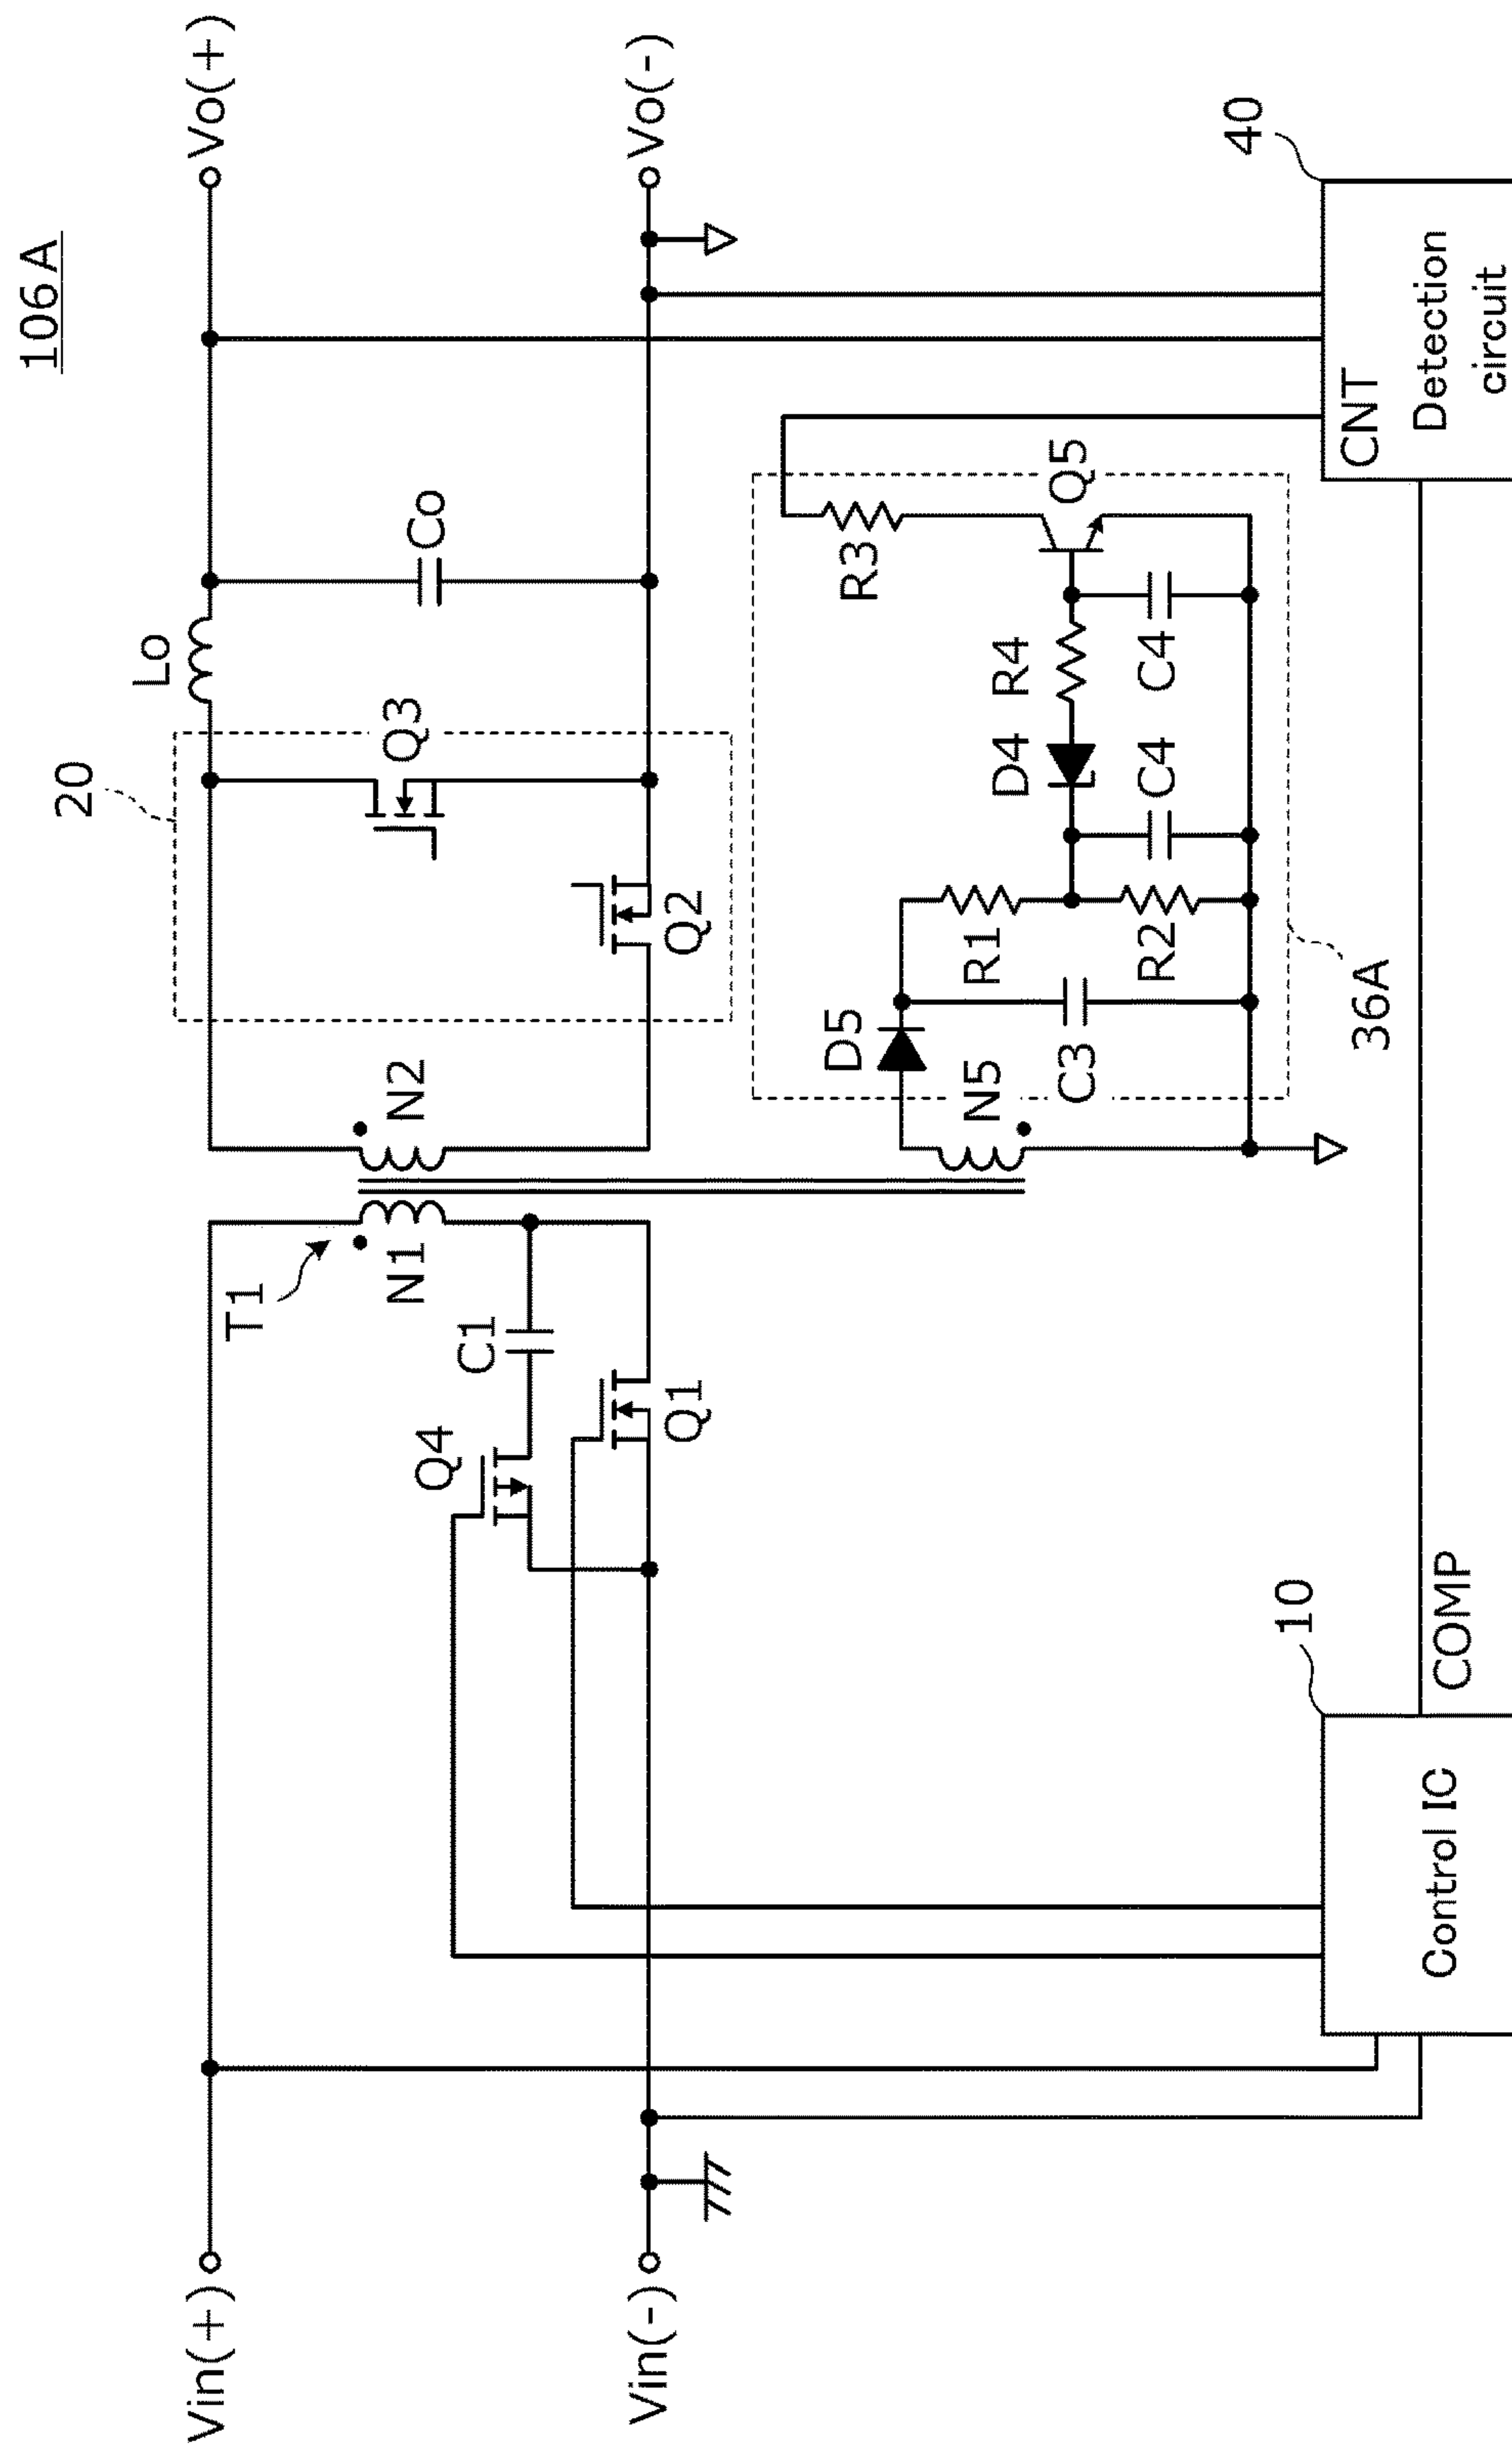 106 A
20
Lo
Vo(+)
Q3
Co
T1
N1
N2
Q4
C1
Q1
Q2
Vin(+)
Vin(-)
Vo(-)
D5
R3
N5
R1
D4
R4
Q5
C3
R2
C4
C4
36A
10
40
CNT
Control IC
COMP
Detection
circuit